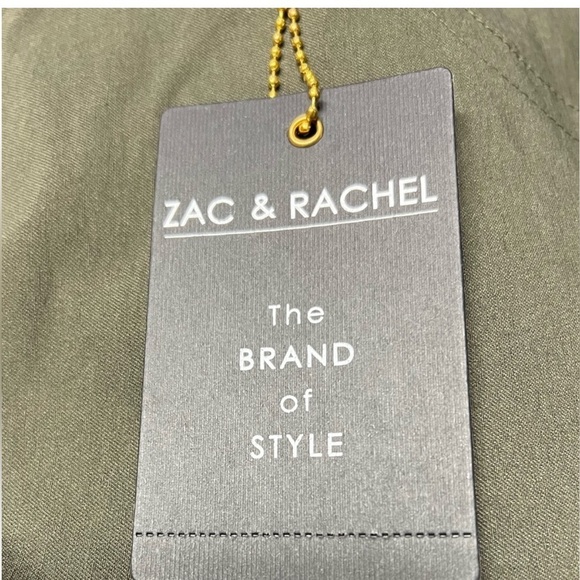 ZAC & RACHEL
The
BRAND
of
STYLE